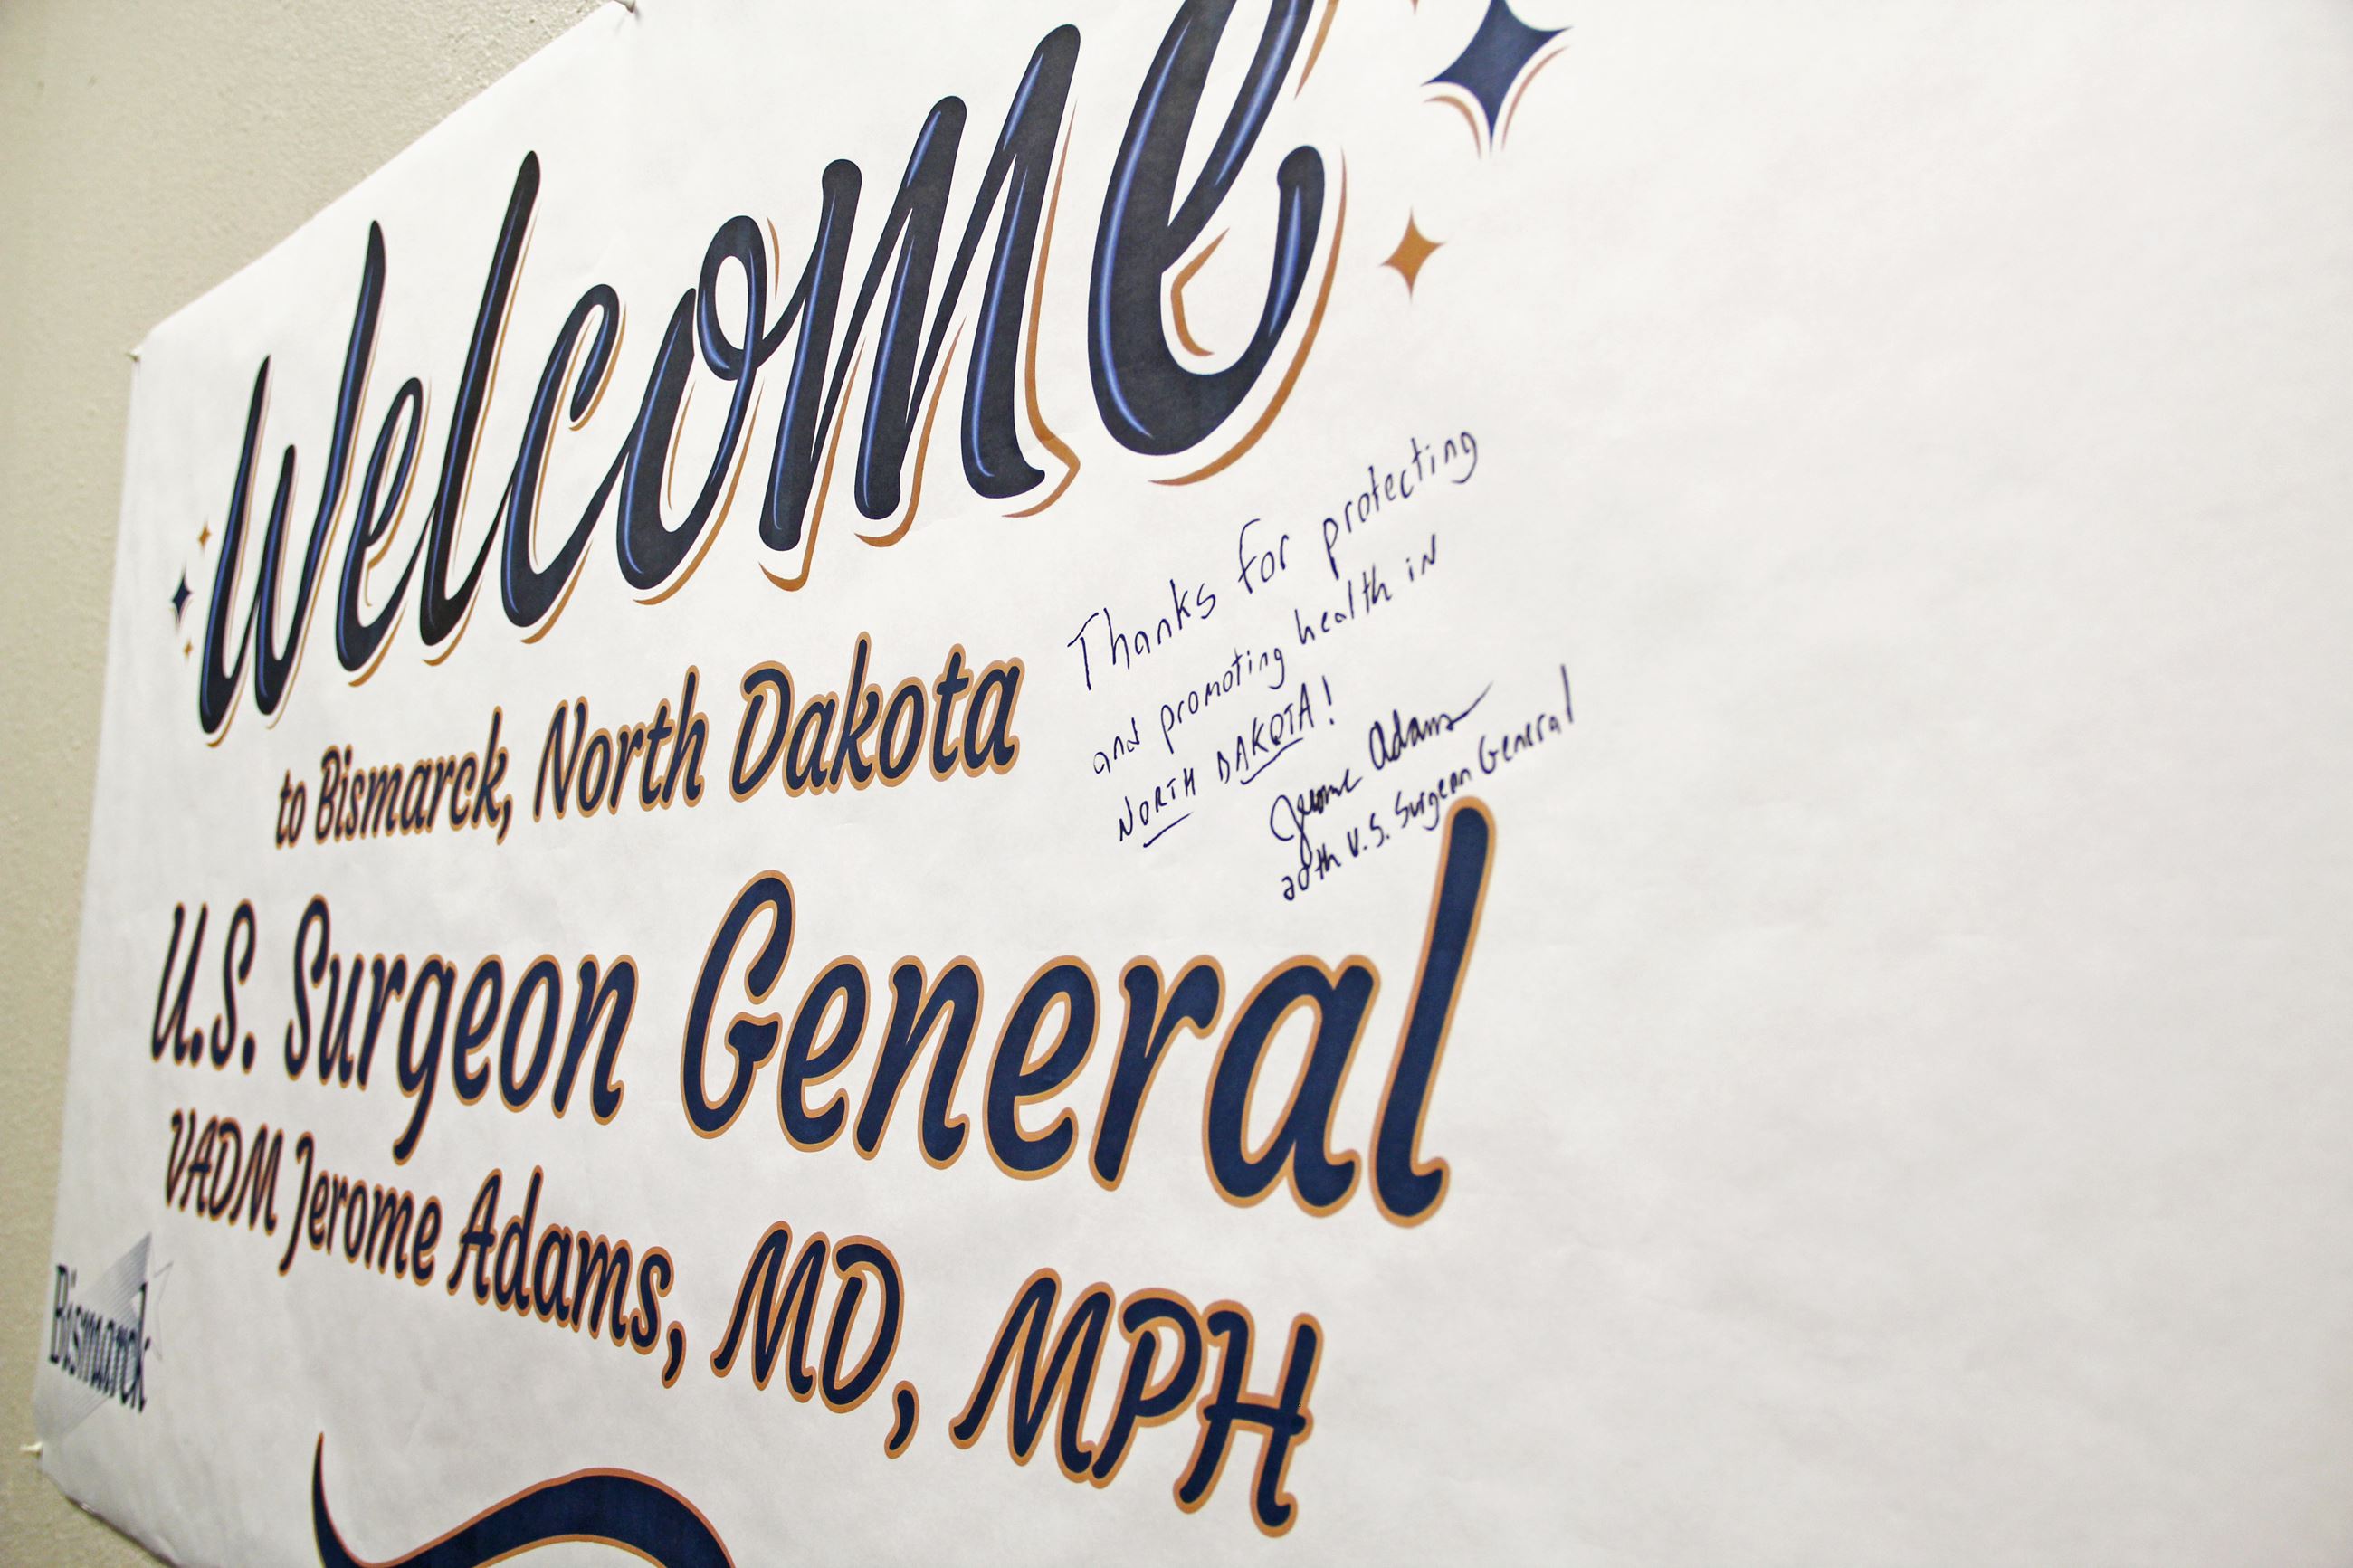 Welcome
to Bismarck, North Dakota
Thanks for protecting
and promoting health in
NORTH DAKOTA!
Jerome Adams
20th U.S. Surgeon General
U.S. Surgeon General
VADM Jerome Adams, MD, MPH
Bismarck